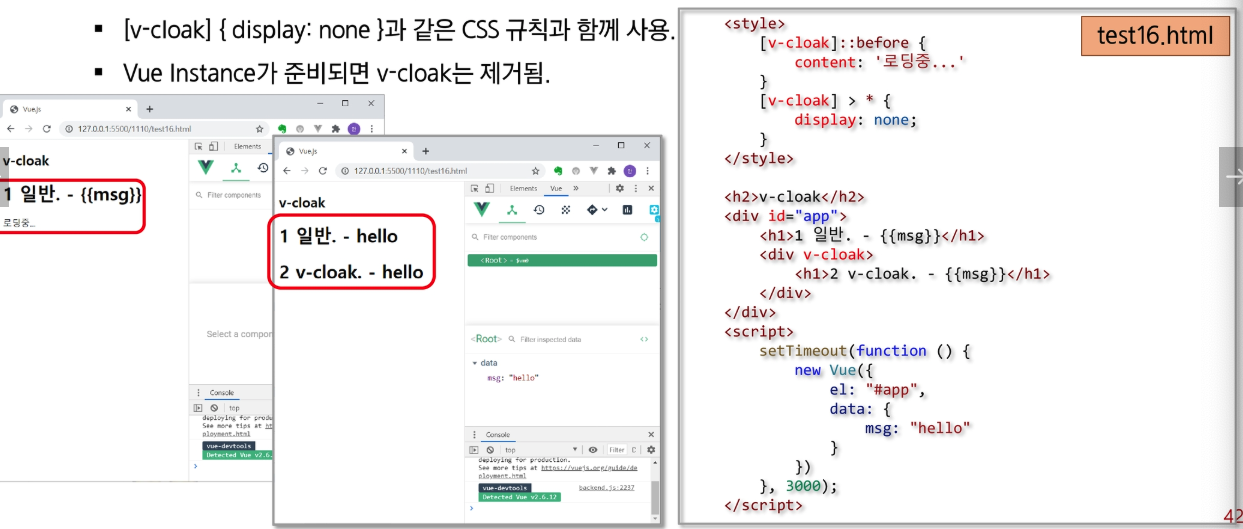 ▪ [v-cloak] { display: none }과 같은 CSS 규칙과 함께 사용.
▪ Vue Instance가 준비되면 v-cloak는 제거됨.
Vue.js
127.0.0.1:5500/1110/test16.html
Elements
v-cloak
1 일반. - {{msg}}
로딩중...
Filter components
Select a compon
Console
top
deploying for produ
See more tips at ht
ployment.html
vue-devtools
Detected Vue v2.6.
Vue.js
127.0.0.1:5500/1110/test16.html
Elements Vue »
v-cloak
1 일반. - hello
2 v-cloak. - hello
Filter components
<Root>
<Root> Filter inspected data
data
msg: "hello"
Console
top Filter
deploying for production.
See more tips at https://vuejs.org/guide/de
ployment.html
vue-devtools backend.js:2237
Detected Vue v2.6.12
test16.html
<style>
[v-cloak]::before {
content: '로딩중...'
}
[v-cloak] > * {
display: none;
}
</style>
<h2>v-cloak</h2>
<div id="app">
<h1>1 일반. - {{msg}}</h1>
<div v-cloak>
<h1>2 v-cloak. - {{msg}}</h1>
</div>
</div>
<script>
setTimeout(function () {
new Vue({
el: "#app",
data: {
msg: "hello"
}
})
}, 3000);
</script>
42